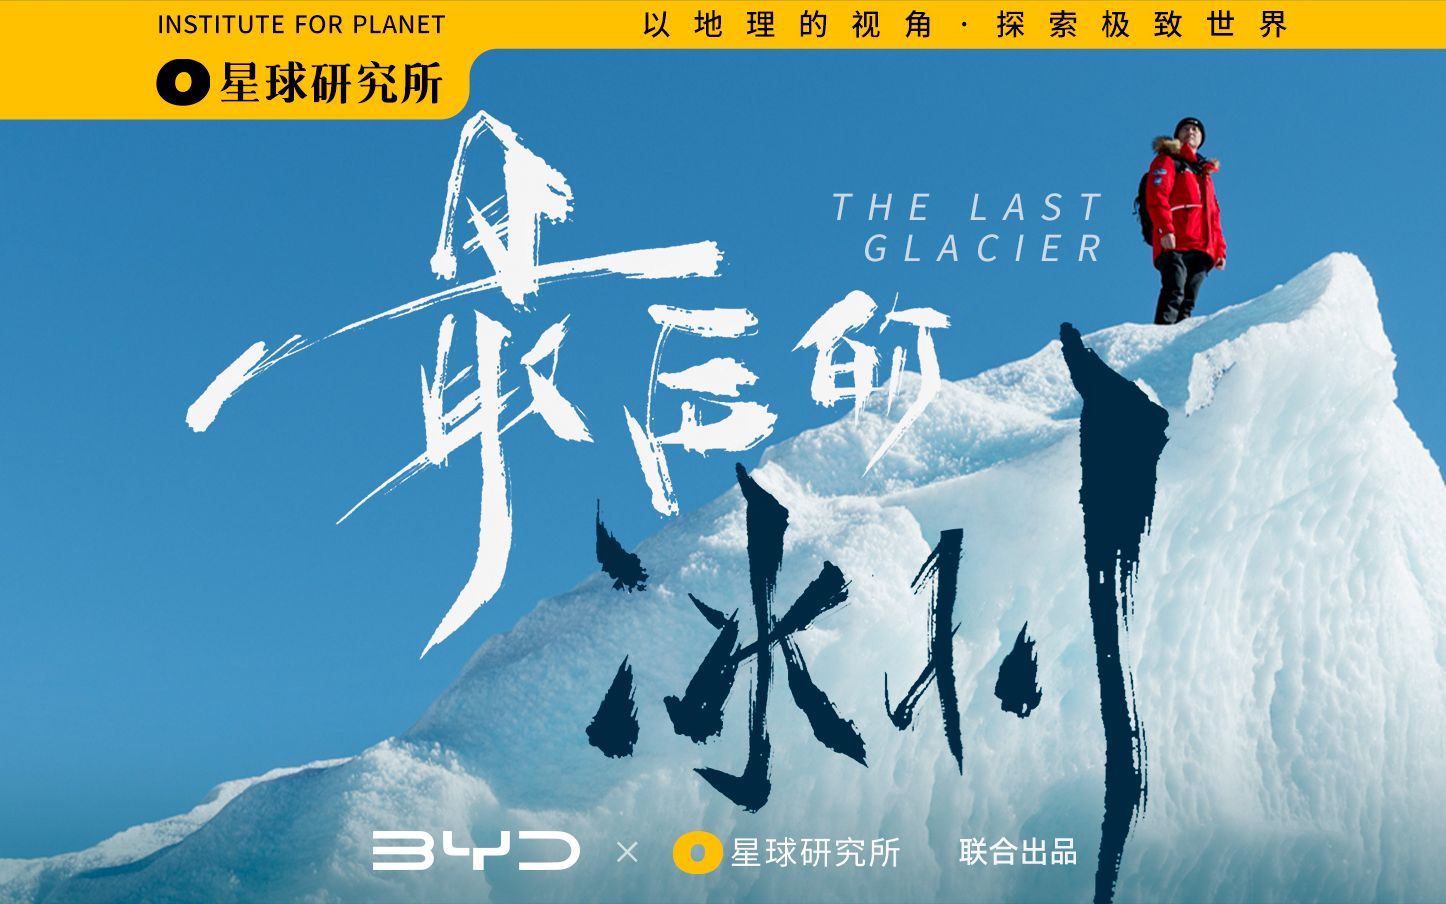 INSTITUTE FOR PLANET
以地理的视角·探索极致世界
星球研究所
THE LAST
GLACIER
最后的
冰川
BYD × 星球研究所 联合出品